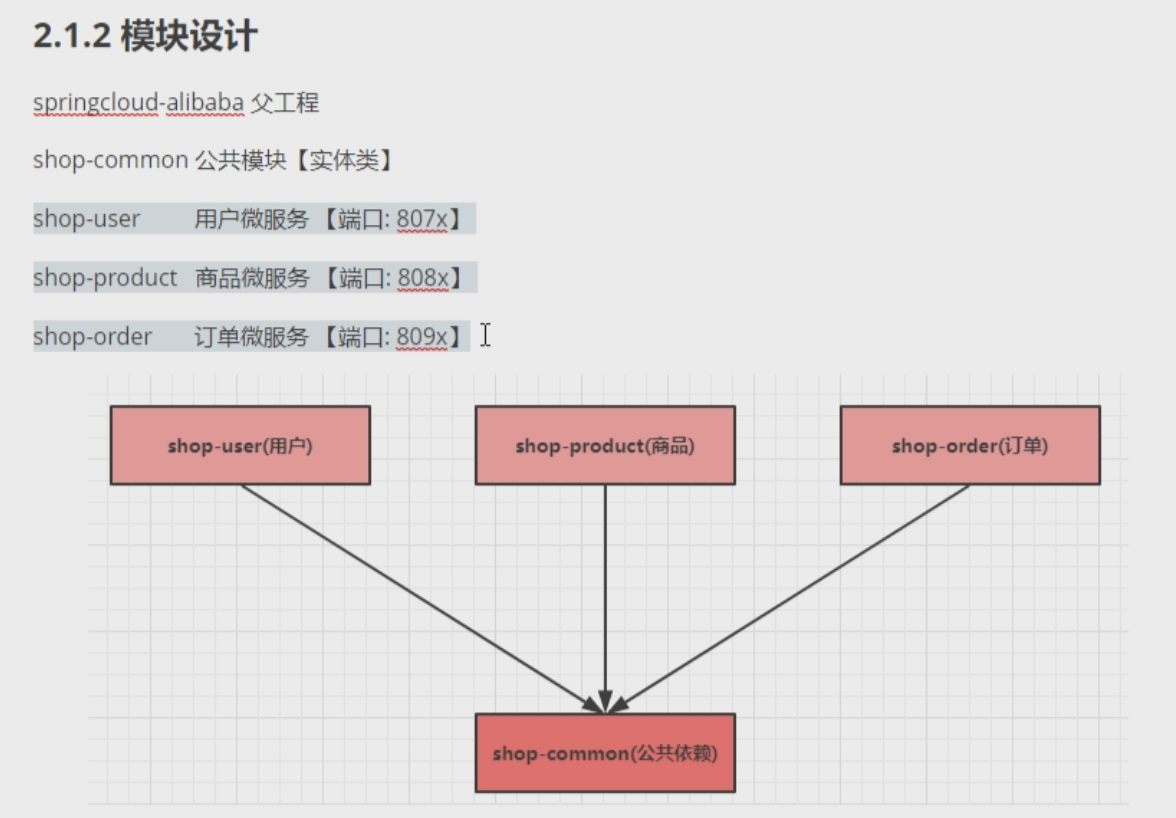 2.1.2 模块设计
springcloud-alibaba 父工程
shop-common 公共模块【实体类】
shop-user 用户微服务 【端口: 807x】
shop-product 商品微服务 【端口: 808x】
shop-order 订单微服务 【端口: 809x】
shop-user(用户)
shop-product(商品)
shop-order(订单)
shop-common(公共依赖)